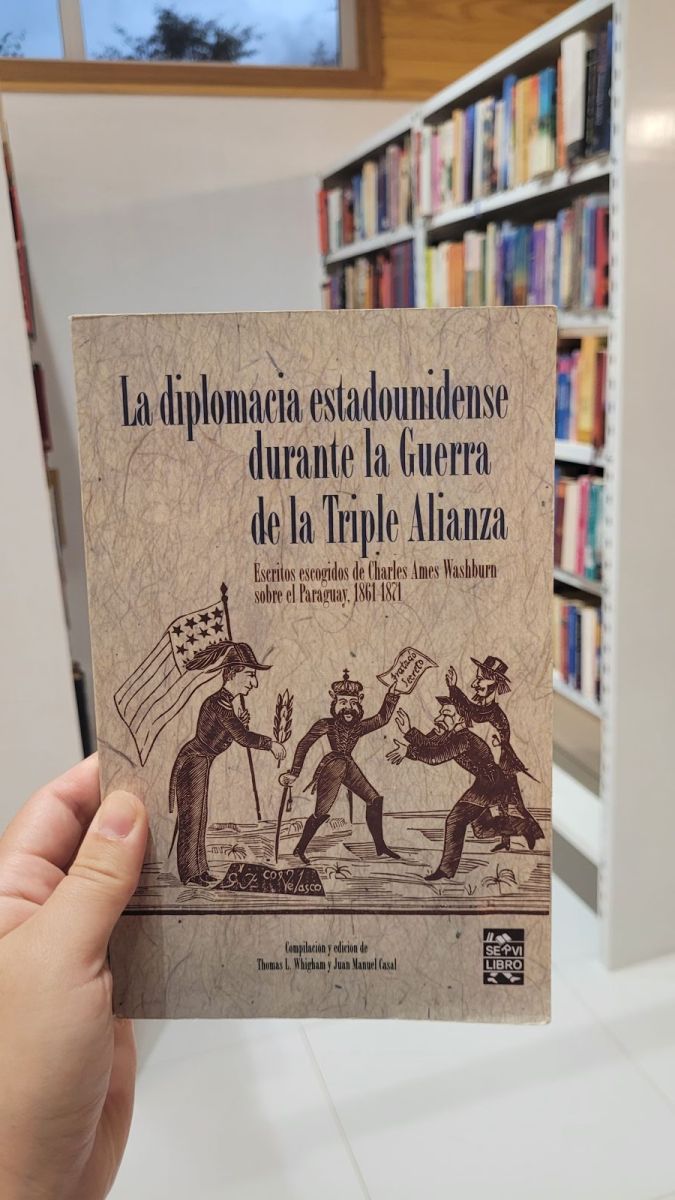 La diplomacia estadounidense
durante la Guerra
de la Triple Alianza
Escritos escogidos de Charles Ames Washburn
sobre el Paraguay, 1861-1871
tratado
secreto
Velasco
Compilación y edición de
Thomas L. Whigham y Juan Manuel Casal
SERVI
LIBRO